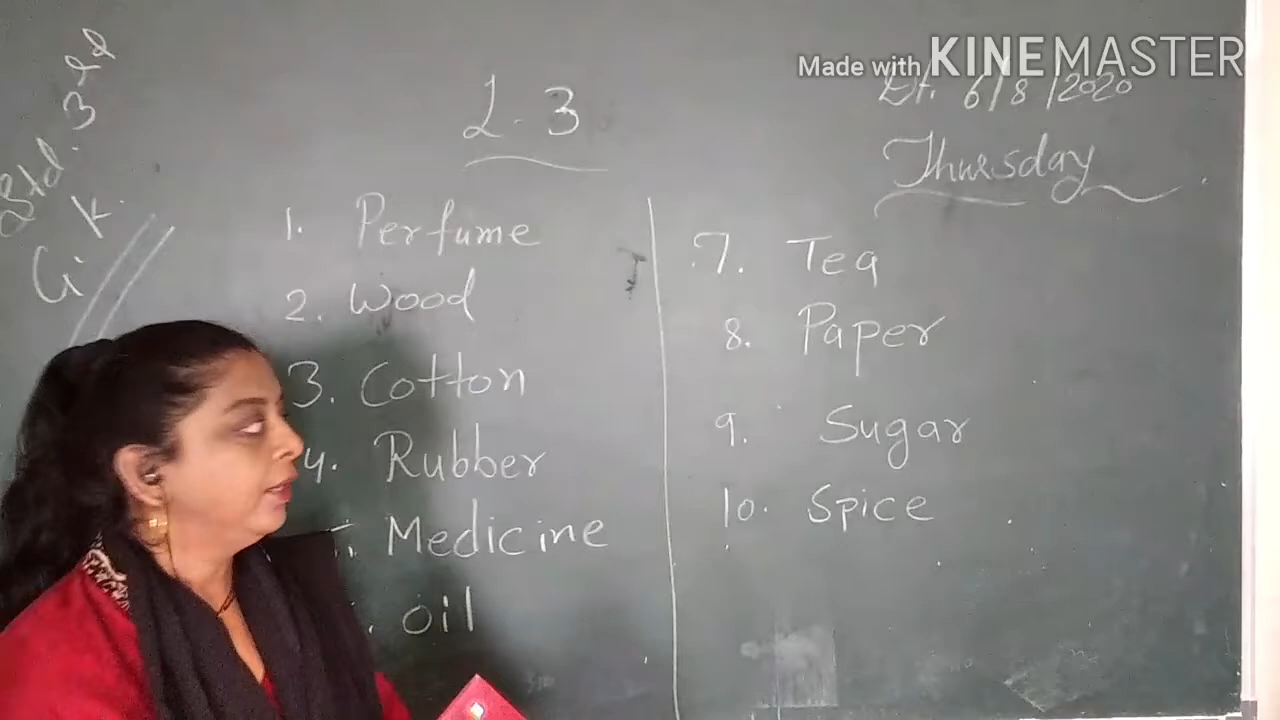 Made with KINEMASTER
Std. 3rd
G.K.
L.3
Dt. 6/8/2020
Thursday
1. Perfume
2. Wood
3. Cotton
4. Rubber
Medicine
. oil
7. Tea
8. Paper
9. Sugar
10. Spice